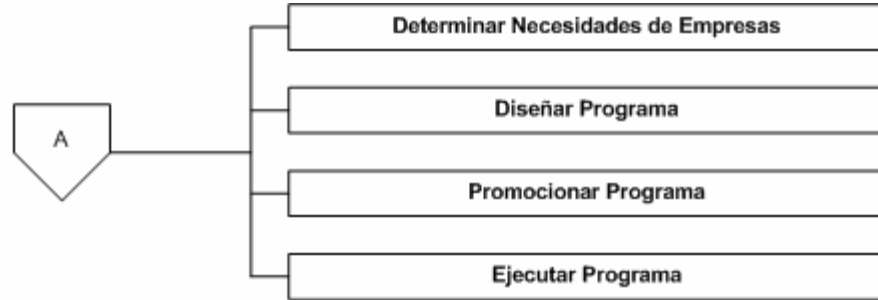 Determinar Necesidades de Empresas
Diseñar Programa
A
Promocionar Programa
Ejecutar Programa